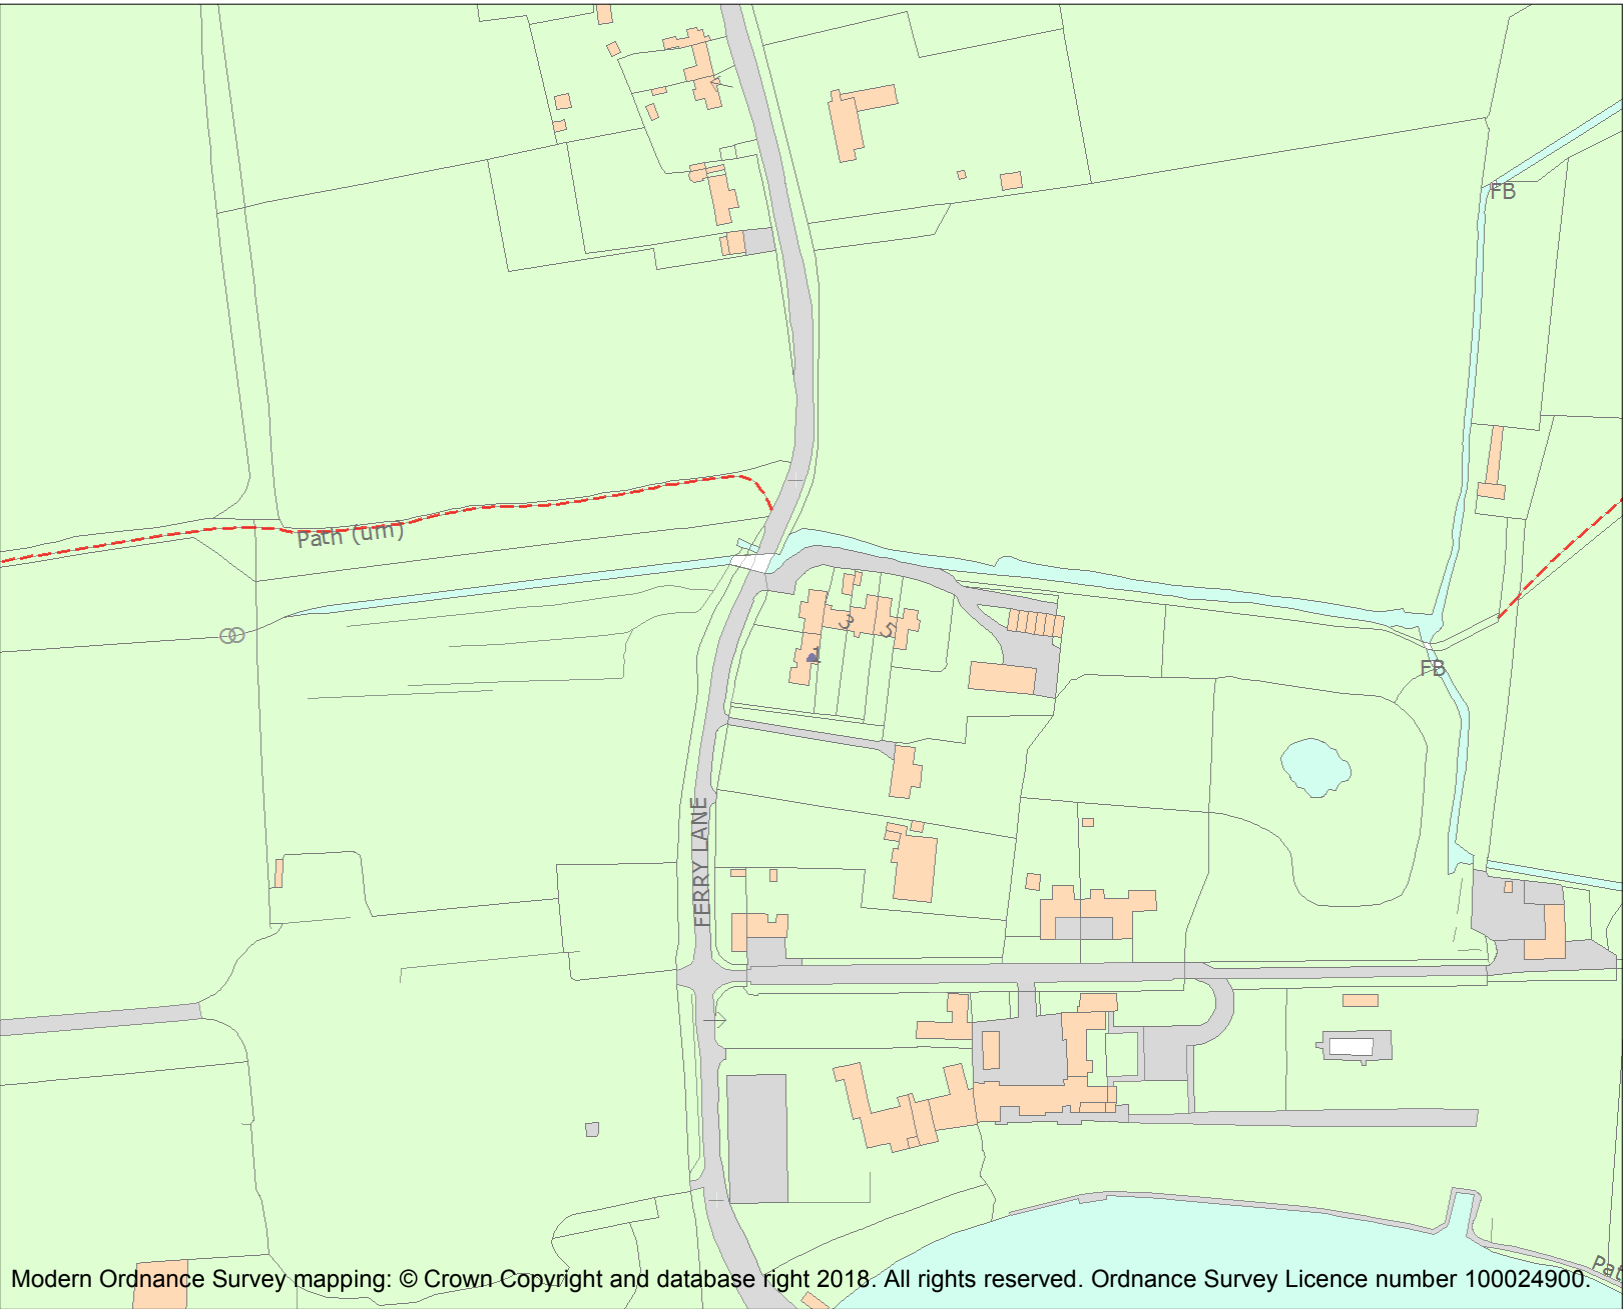 FB
Path (um)
3
5
1
FB
FERRY LANE
Pat
Modern Ordnance Survey mapping: © Crown Copyright and database right 2018. All rights reserved. Ordnance Survey Licence number 100024900.